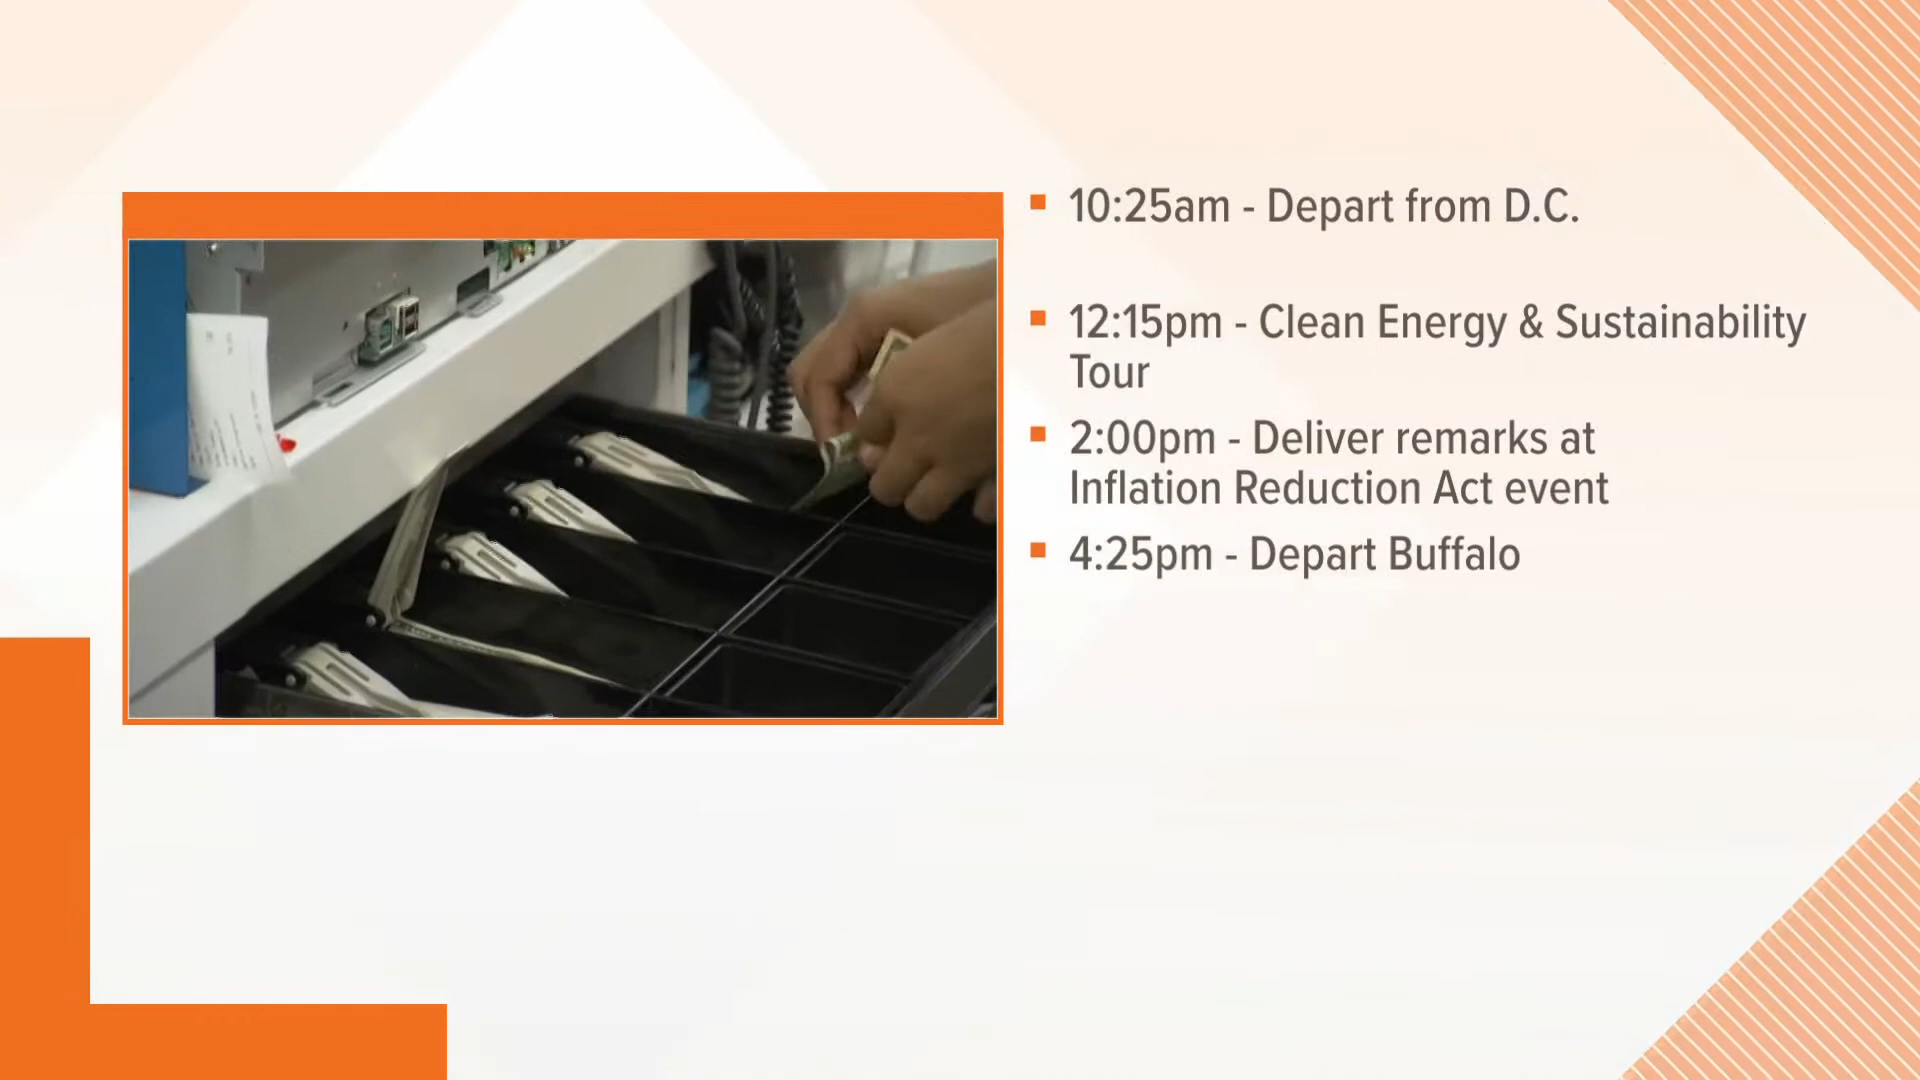 10:25am - Depart from D.C.
12:15pm - Clean Energy & Sustainability
Tour
2:00pm - Deliver remarks at
Inflation Reduction Act event
4:25pm - Depart Buffalo